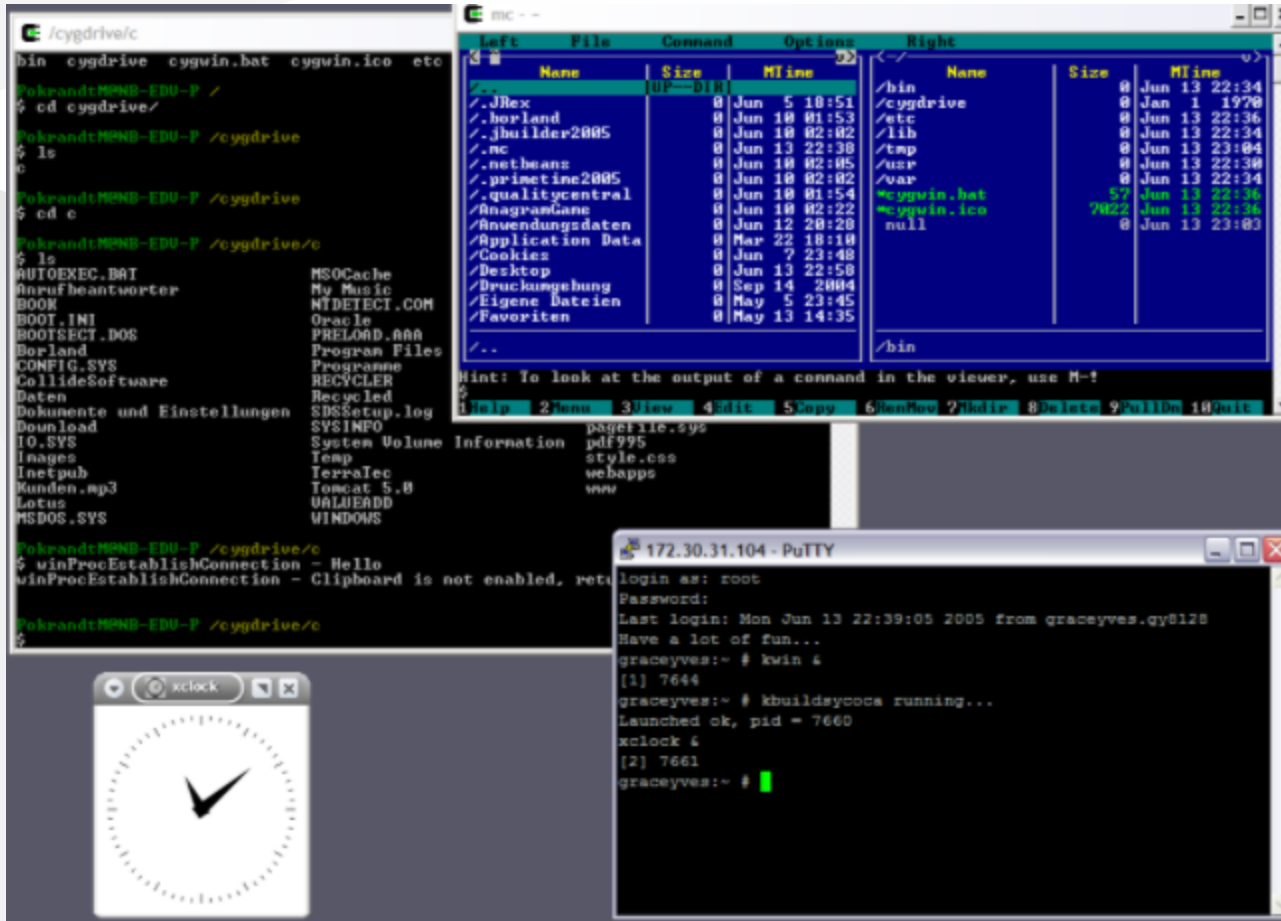 /cygdrive/c
bin cygdrive cygwin.bat cygwin.ico etc
PokrandtM@NB-EDU-P /
$ cd cygdrive/
PokrandtM@NB-EDU-P /cygdrive
$ ls
c
PokrandtM@NB-EDU-P /cygdrive
$ cd c
PokrandtM@NB-EDU-P /cygdrive/c
$ ls
AUTOEXEC.BAT MSOCache
Anrufbeantworter My Music
BOOK NTDETECT.COM
BOOT.INI Oracle
BOOTSECT.DOS PRELOAD.AAA
Borland Program Files
CONFIG.SYS Programme
CollideSoftware RECYCLER
Daten Recycled
Dokumente und Einstellungen SDSSetup.log
Download SYSINFO pagefile.sys
IO.SYS System Volume Information pdf995
Images Temp style.css
Inetpub TerraTec webapps
Kunden.mp3 Tomcat 5.0 www
Lotus VALUEADD
MSDOS.SYS WINDOWS
PokrandtM@NB-EDU-P /cygdrive/c
$ winProcEstablishConnection - Hello
winProcEstablishConnection - Clipboard is not enabled, retu
PokrandtM@NB-EDU-P /cygdrive/c
$
mc - ~
Left File Command Options Right
<-/ v>
Name Size MTime Name Size MTime
/.. UP--DIR /bin 0 Jun 13 22:34
/.JRex 0 Jun 5 18:51 /cygdrive 0 Jan 1 1970
/.borland 0 Jun 10 01:53 /etc 0 Jun 13 22:36
/.jbuilder2005 0 Jun 10 02:02 /lib 0 Jun 13 22:34
/.mc 0 Jun 13 22:38 /tmp 0 Jun 13 23:04
/.netbeans 0 Jun 10 02:05 /usr 0 Jun 13 22:30
/.primetime2005 0 Jun 10 02:02 /var 0 Jun 13 22:34
/.qualitycentral 0 Jun 10 01:54 *cygwin.bat 57 Jun 13 22:36
/AnagramGame 0 Jun 10 02:22 *cygwin.ico 7022 Jun 13 22:36
/Anwendungsdaten 0 Jun 12 20:28 null 0 Jun 13 23:03
/Application Data 0 Mar 22 18:10
/Cookies 0 Jun 7 23:48
/Desktop 0 Jun 13 22:58
/Druckumgebung 0 Sep 14 2004
/Eigene Dateien 0 May 5 23:45
/Favoriten 0 May 13 14:35
/.. /bin
Hint: To look at the output of a command in the viewer, use M-!
$
1Help 2Menu 3View 4Edit 5Copy 6RenMov 7Mkdir 8Delete 9PullDn 10Quit
172.30.31.104 - PuTTY
login as: root
Password:
Last login: Mon Jun 13 22:39:05 2005 from graceyves.gy8128
Have a lot of fun...
graceyves:~ # kwin &
[1] 7644
graceyves:~ # kbuildsycoca running...
Launched ok, pid = 7660
xclock &
[2] 7661
graceyves:~ #
xclock